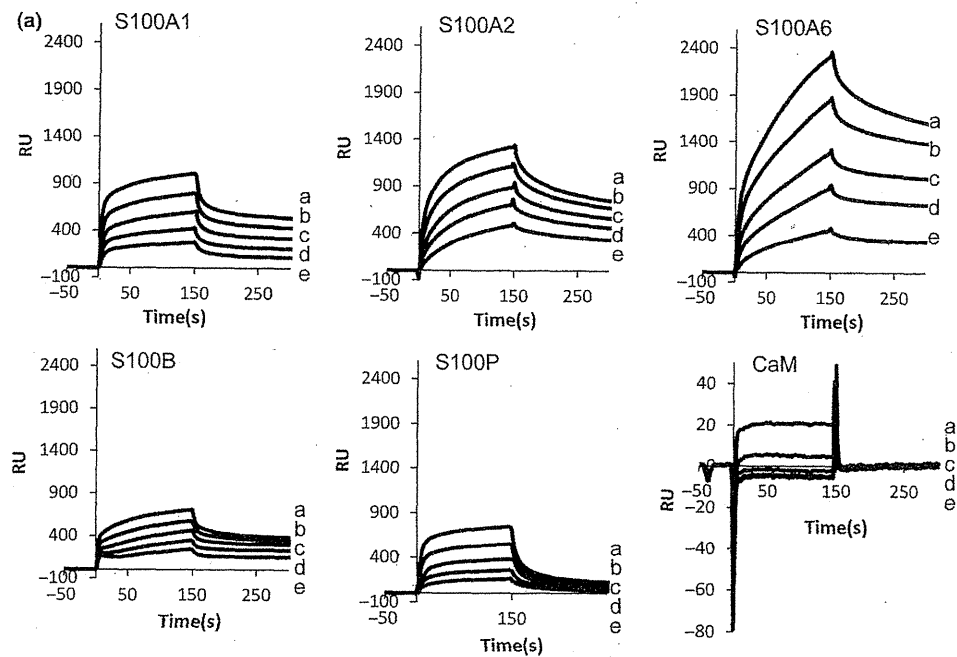 (a)
S100A1
2400
1900
1400
900
400
−100
−50
50
150
250
RU
Time(s)
a
b
c
d
e
S100A2
2400
1900
1400
900
400
−100
−50
50
150
250
RU
Time(s)
a
b
c
d
e
S100A6
2400
1900
1400
900
400
−100
−50
50
150
250
RU
Time(s)
a
b
c
d
e
S100B
2400
1900
1400
900
400
−100
−50
50
150
250
RU
Time(s)
a
b
c
d
e
S100P
2400
1900
1400
900
400
−100
−50
150
RU
Time(s)
a
b
c
d
e
CaM
40
20
0
−20
−40
−60
−80
−50
50
150
250
RU
Time(s)
a
b
c
d
e